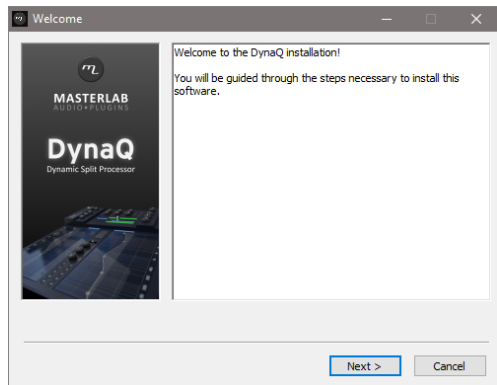 Welcome
MASTERLAB
AUDIO•PLUGINS
DynaQ
Dynamic Split Processor
Welcome to the DynaQ installation!
You will be guided through the steps necessary to install this
software.
Next >
Cancel